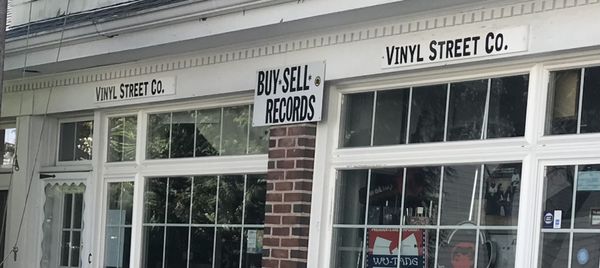 VINYL STREET CO.
BUY-SELL
RECORDS
VINYL STREET CO.
WU-TANG